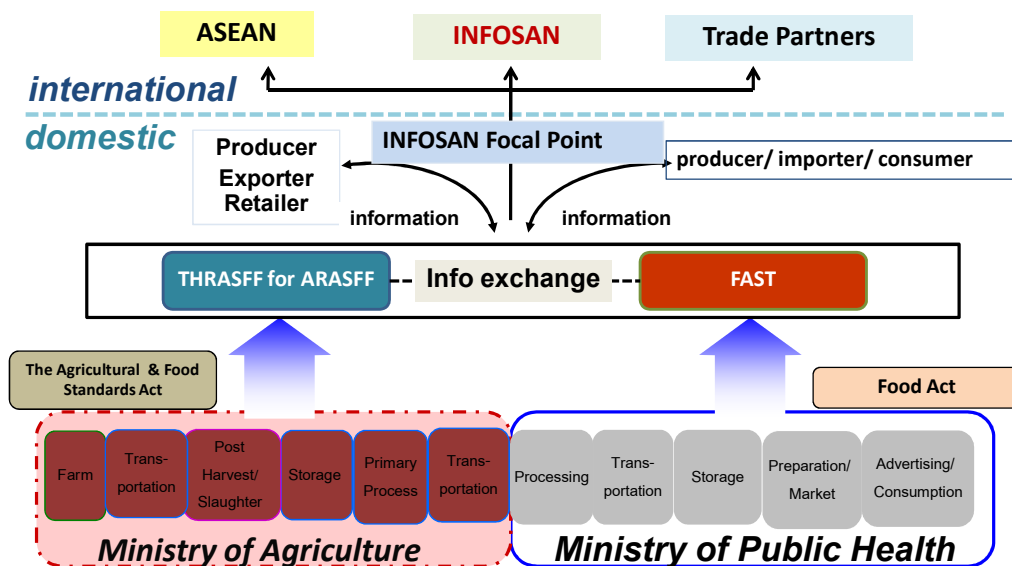 ASEAN
INFOSAN
Trade Partners
international
domestic
INFOSAN Focal Point
Producer
Exporter
Retailer
producer/ importer/ consumer
information
information
THRASFF for ARASFF
Info exchange
FAST
The Agricultural & Food
Standards Act
Food Act
Farm
Trans-
portation
Post
Harvest/
Slaughter
Storage
Primary
Process
Trans-
portation
Processing
Trans-
portation
Storage
Preparation/
Market
Advertising/
Consumption
Ministry of Agriculture
Ministry of Public Health